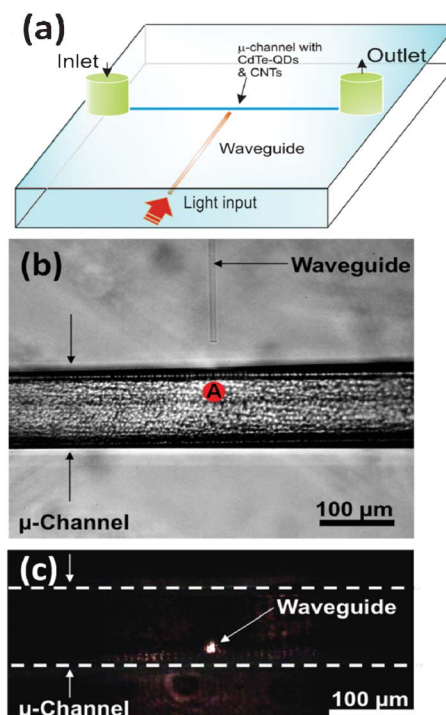 (a)
Inlet
μ-channel with
CdTe-QDs
& CNTs
Outlet
Waveguide
Light input
(b)
Waveguide
A
μ-Channel
100 μm
(c)
Waveguide
μ-Channel
100 μm